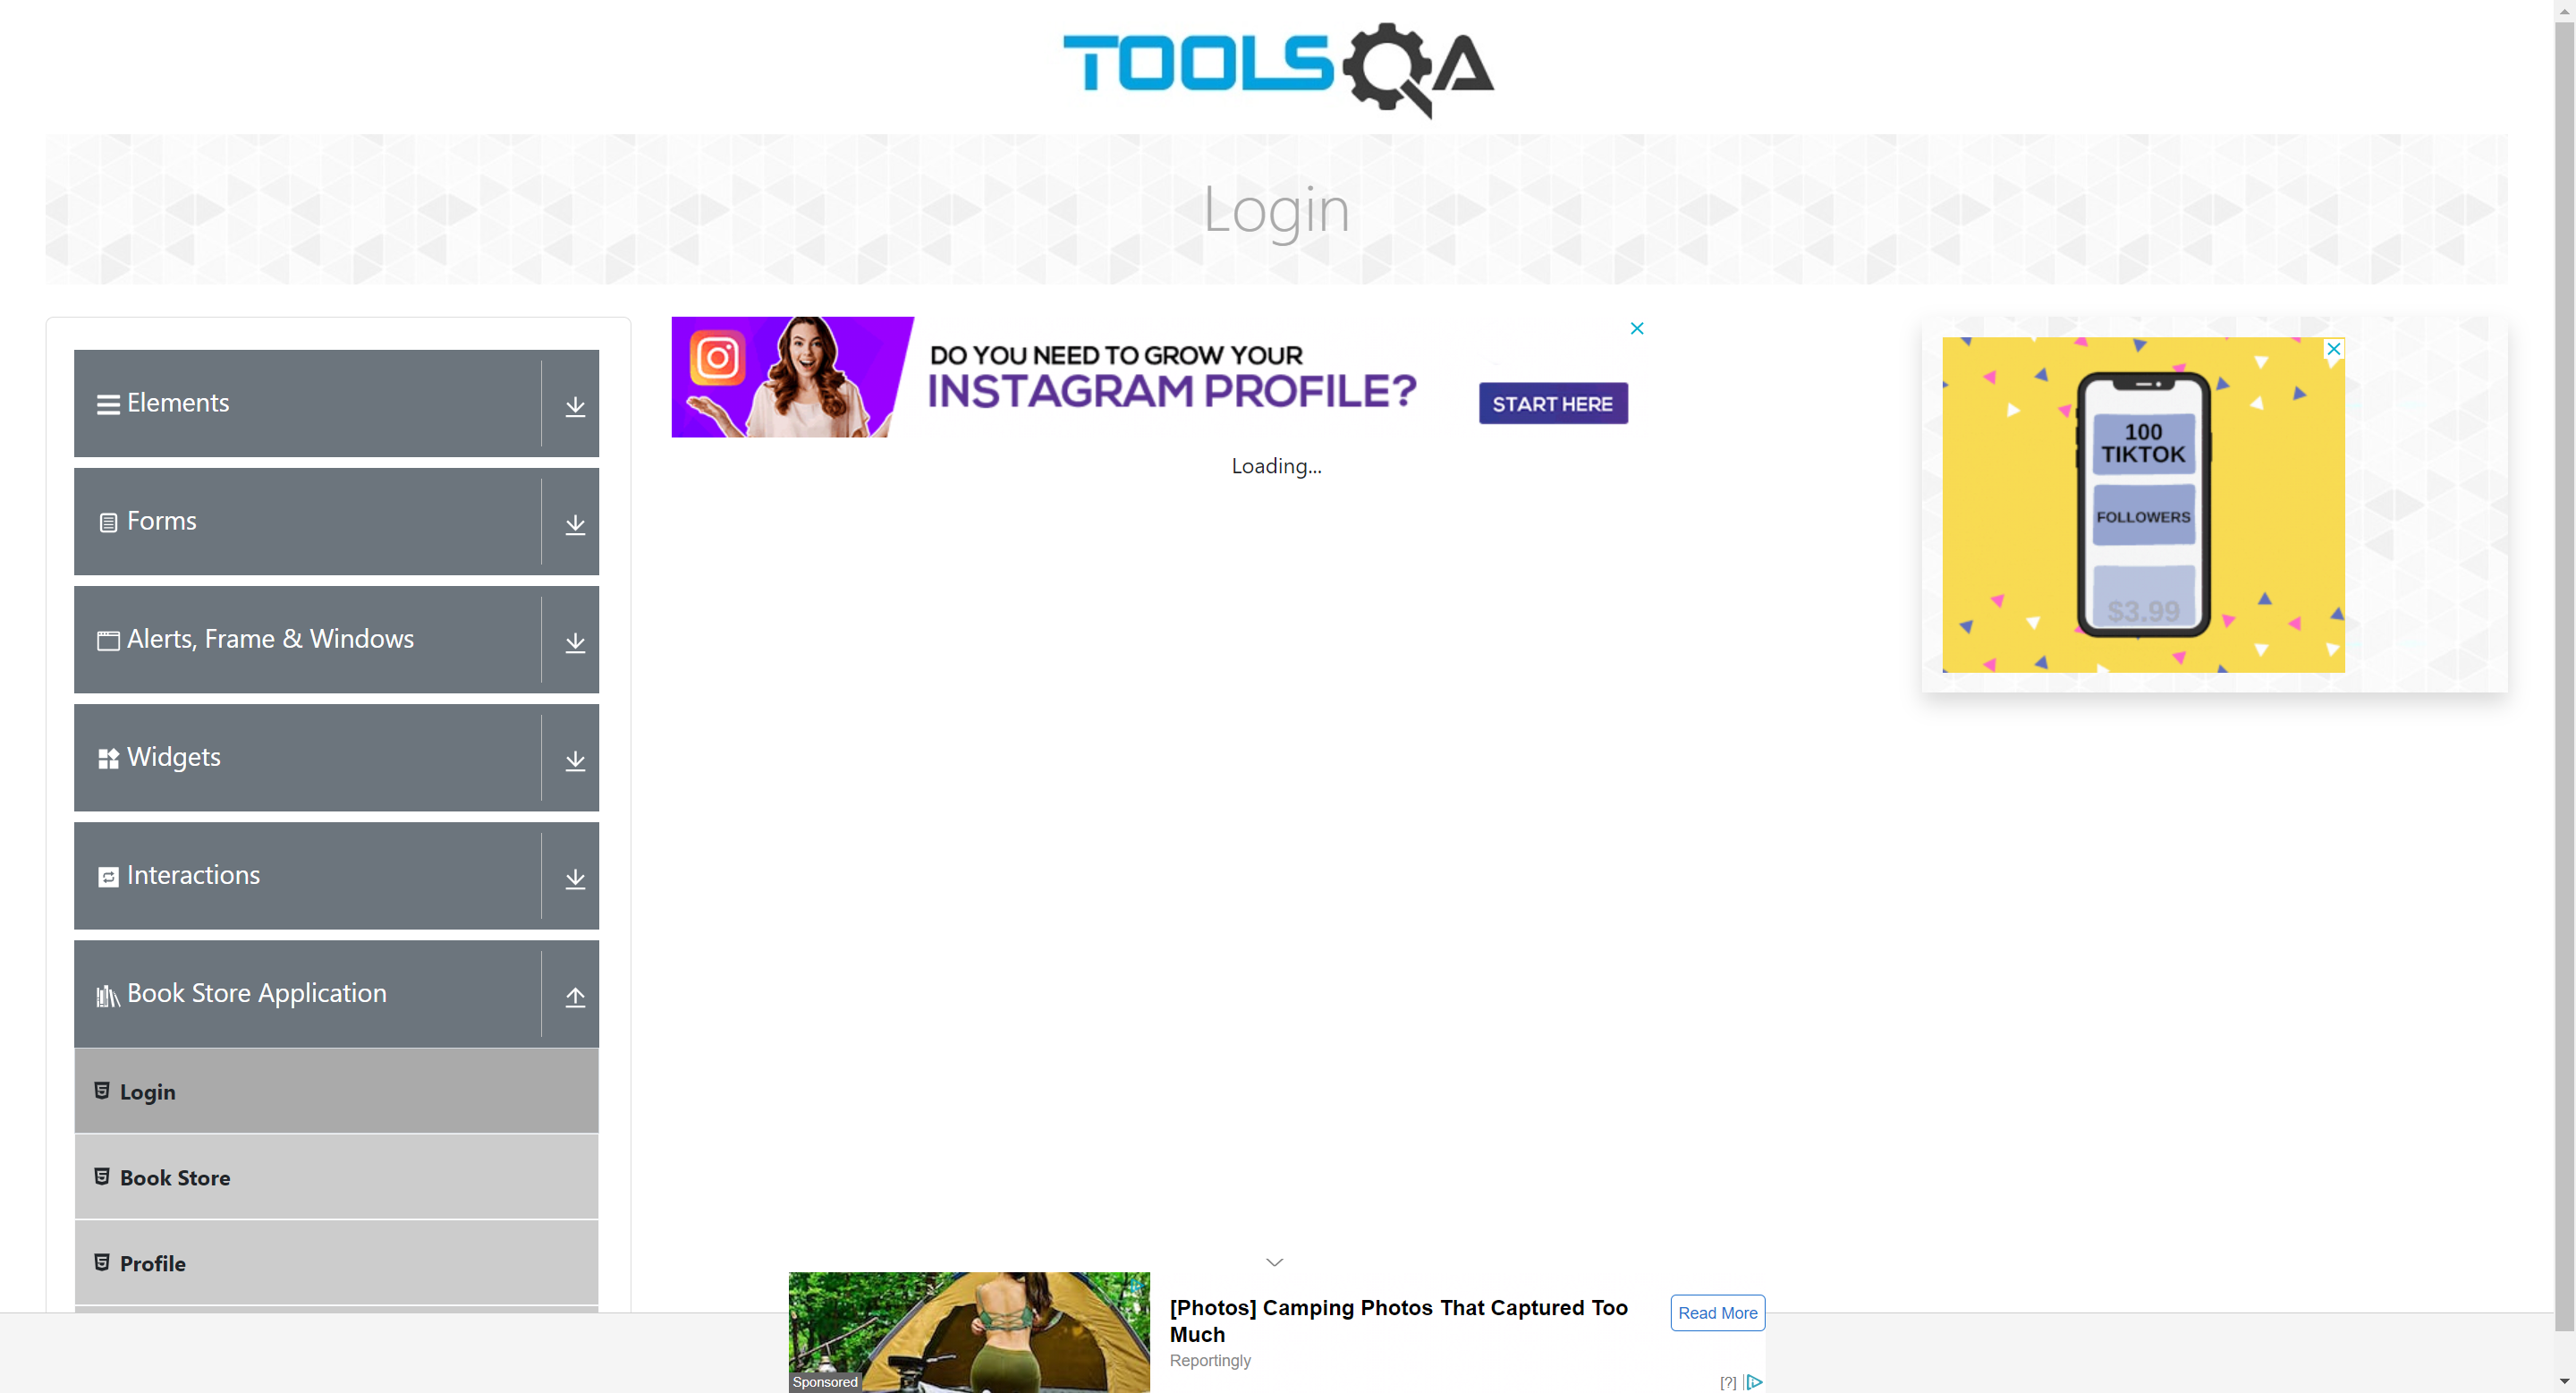 TOOLSQA
Login
Elements
Forms
Alerts, Frame & Windows
Widgets
Interactions
Book Store Application
Login
Book Store
Profile
DO YOU NEED TO GROW YOUR
INSTAGRAM PROFILE?
START HERE
Loading...
100
TIKTOK
FOLLOWERS
$3.99
[Photos] Camping Photos That Captured Too
Much
Reportingly
Read More
Sponsored
[?]